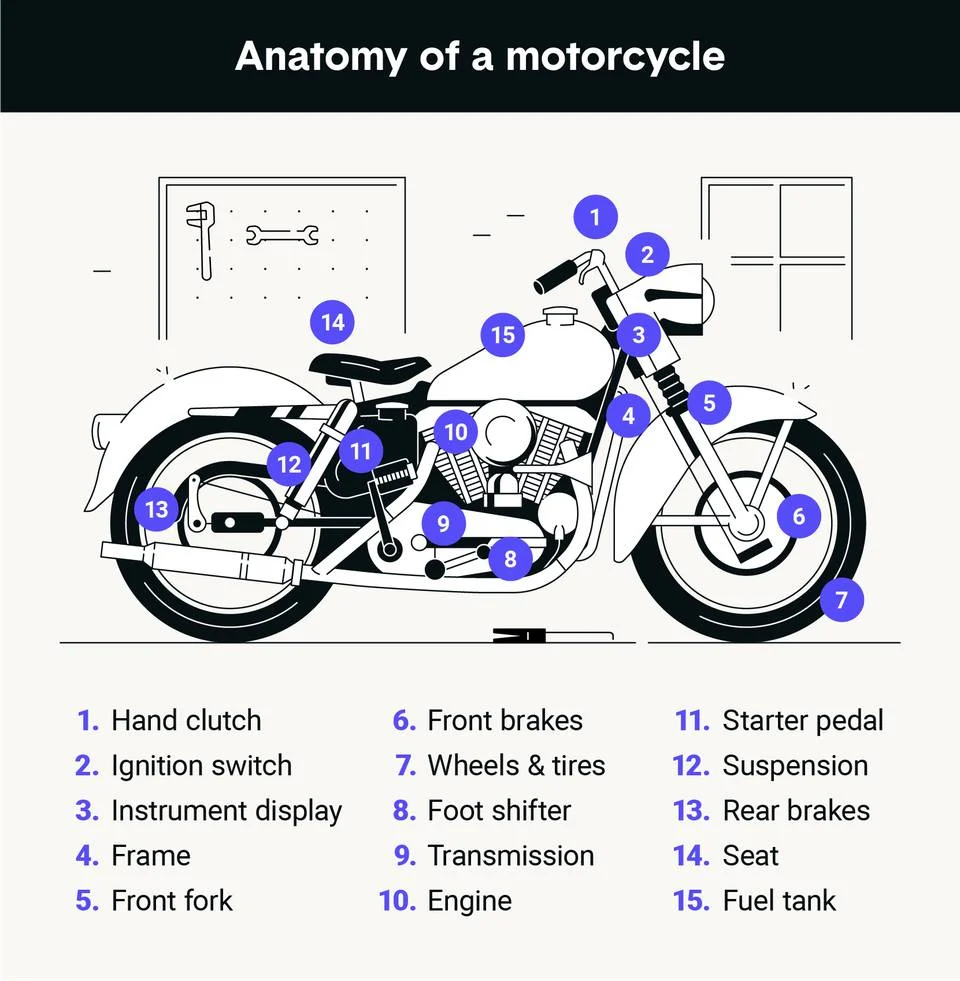 Anatomy of a motorcycle
1
2
14
15
3
5
4
10
11
12
13
9
6
8
7
1. Hand clutch
2. Ignition switch
3. Instrument display
4. Frame
5. Front fork
6. Front brakes
7. Wheels & tires
8. Foot shifter
9. Transmission
10. Engine
11. Starter pedal
12. Suspension
13. Rear brakes
14. Seat
15. Fuel tank